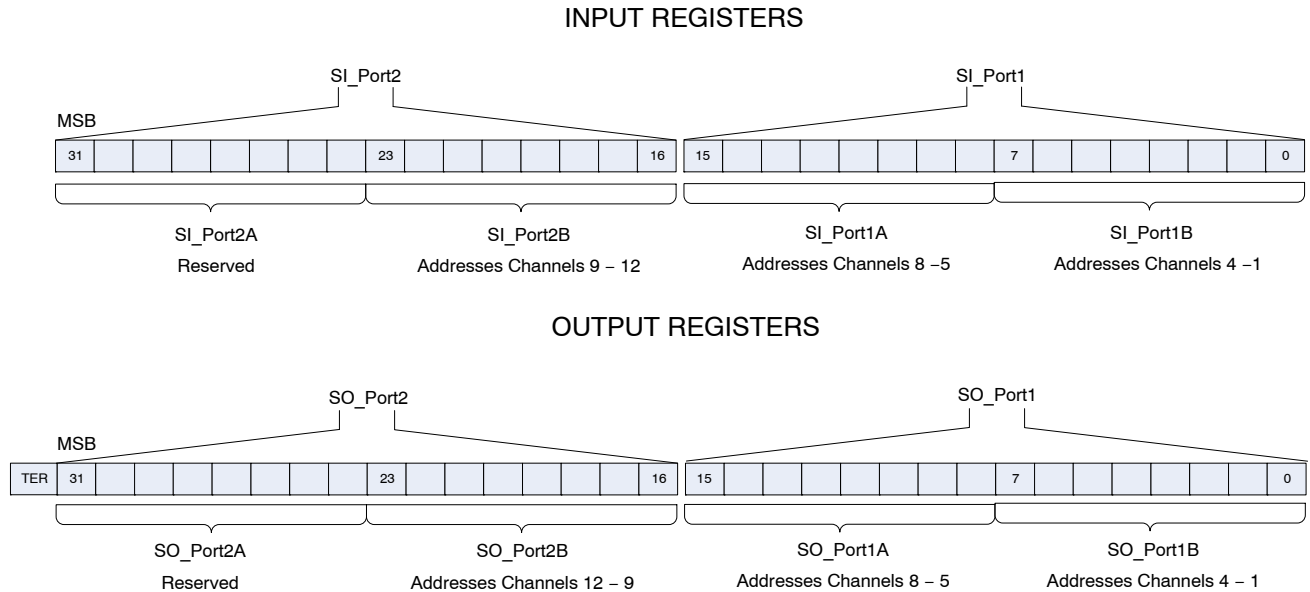 INPUT REGISTERS
SI_Port2 SI_Port1
MSB
31 23 16 15 7 0
SI_Port2A SI_Port2B SI_Port1A SI_Port1B
Reserved Addresses Channels 9 – 12 Addresses Channels 8 –5 Addresses Channels 4 –1
OUTPUT REGISTERS
SO_Port2 SO_Port1
MSB
TER 31 23 16 15 7 0
SO_Port2A SO_Port2B SO_Port1A SO_Port1B
Reserved Addresses Channels 12 – 9 Addresses Channels 8 – 5 Addresses Channels 4 – 1